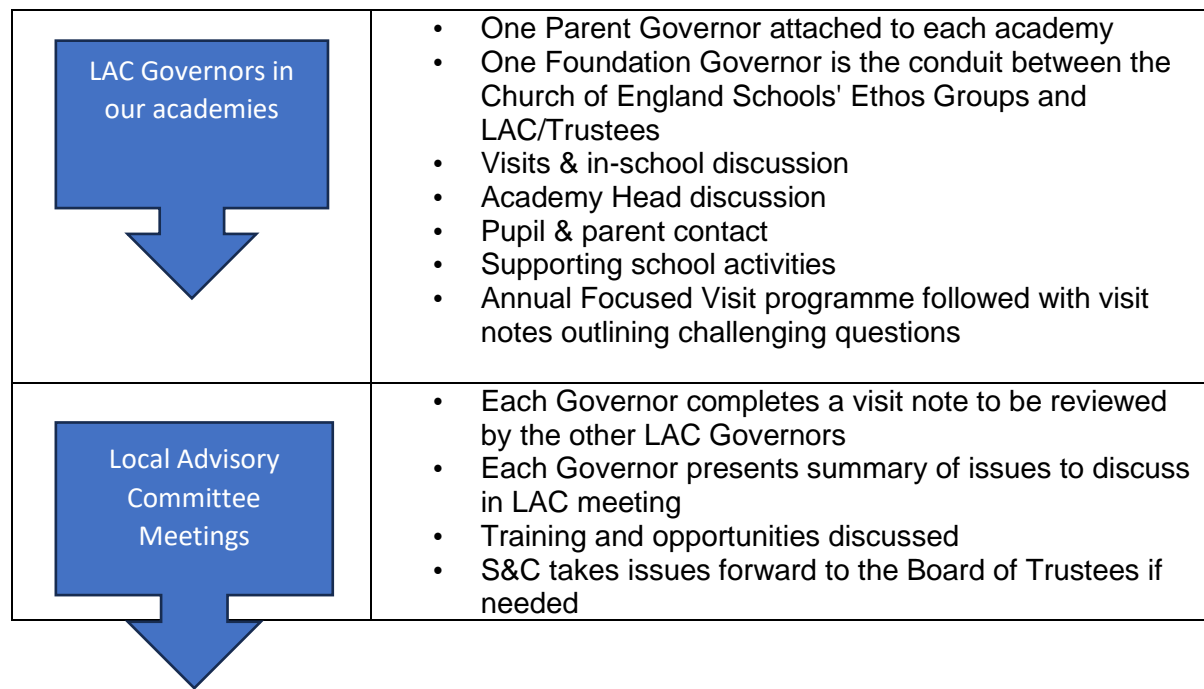 LAC Governors in
our academies
• One Parent Governor attached to each academy
• One Foundation Governor is the conduit between the
Church of England Schools' Ethos Groups and
LAC/Trustees
• Visits & in-school discussion
• Academy Head discussion
• Pupil & parent contact
• Supporting school activities
• Annual Focused Visit programme followed with visit
notes outlining challenging questions
Local Advisory
Committee
Meetings
• Each Governor completes a visit note to be reviewed
by the other LAC Governors
• Each Governor presents summary of issues to discuss
in LAC meeting
• Training and opportunities discussed
• S&C takes issues forward to the Board of Trustees if
needed